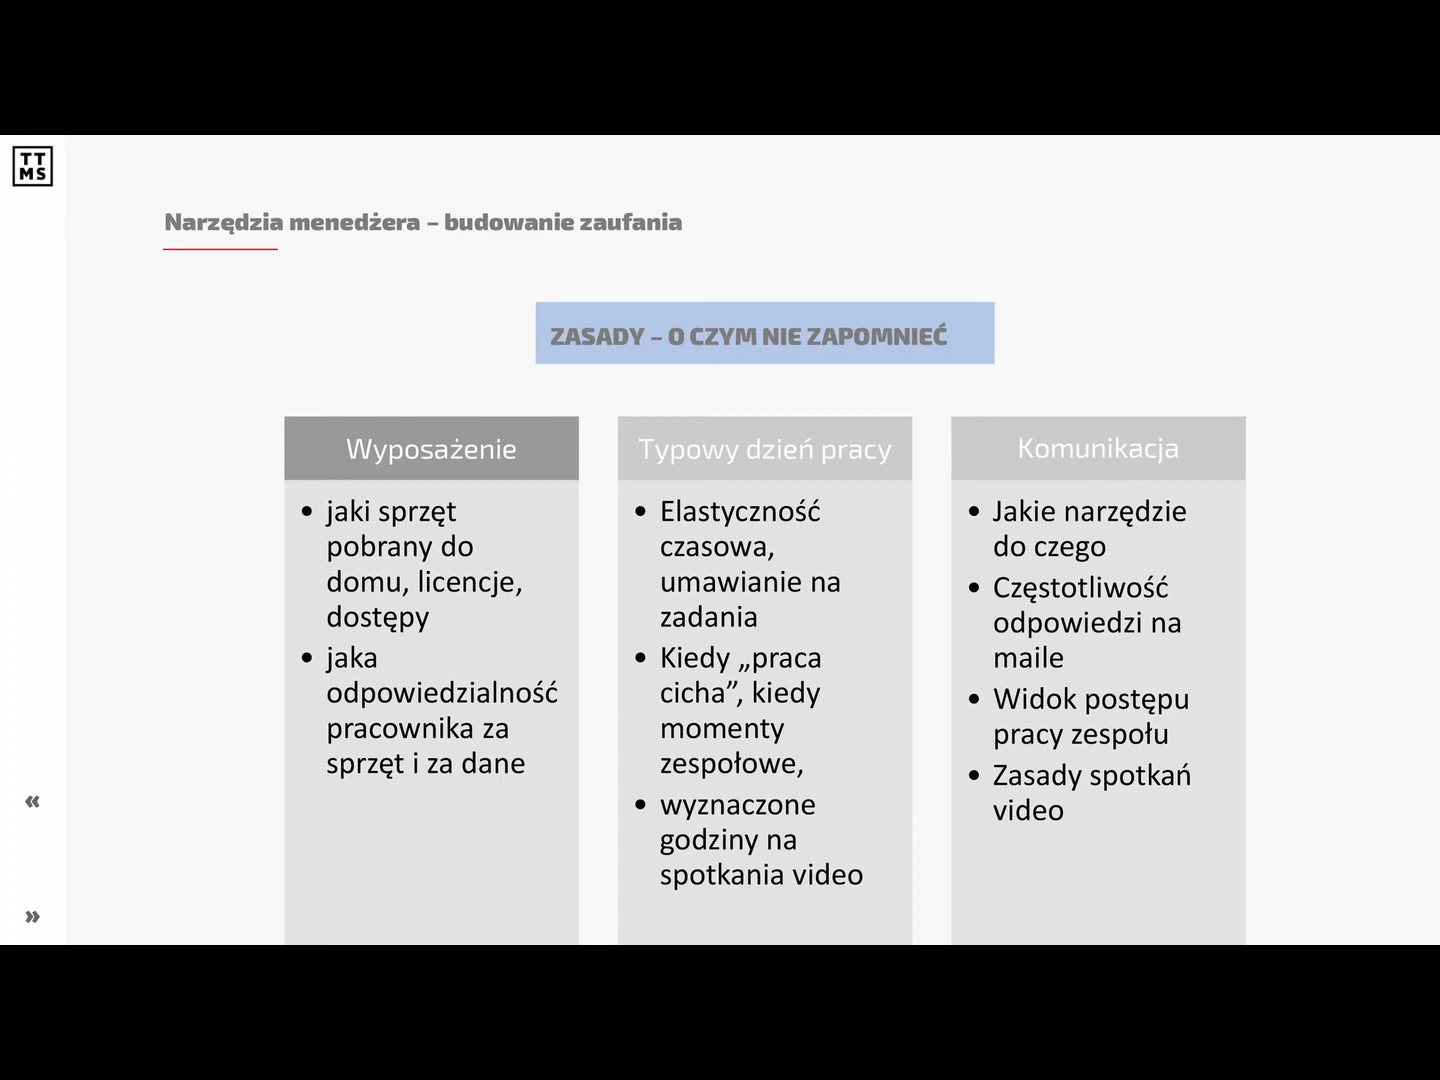 TT
MS
Narzędzia menedżera – budowanie zaufania
ZASADY – O CZYM NIE ZAPOMNIEĆ
Wyposażenie
• jaki sprzęt
pobrany do
domu, licencje,
dostępy
• jaka
odpowiedzialność
pracownika za
sprzęt i za dane
Typowy dzień pracy
• Elastyczność
czasowa,
umawianie na
zadania
• Kiedy „praca
cicha”, kiedy
momenty
zespołowe,
• wyznaczone
godziny na
spotkania video
Komunikacja
• Jakie narzędzie
do czego
• Częstotliwość
odpowiedzi na
maile
• Widok postępu
pracy zespołu
• Zasady spotkań
video
«
»